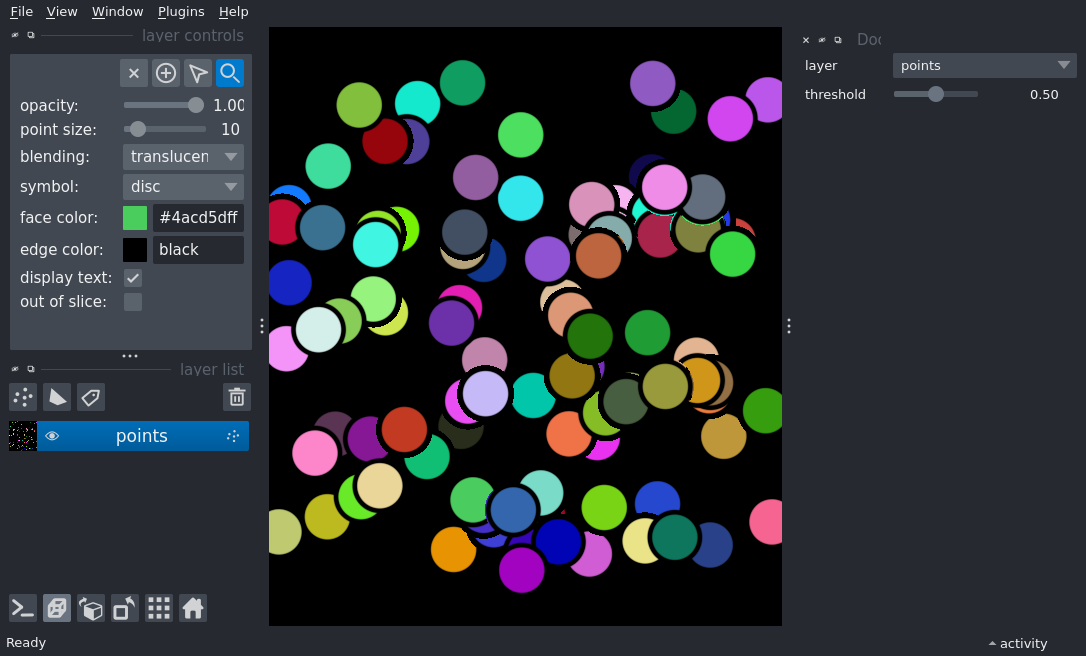 File View Window Plugins Help
layer controls
opacity: 1.00
point size: 10
blending: translucen
symbol: disc
face color: #4acd5dff
edge color: black
display text:
out of slice:
layer list
points
Ready
Doc
layer points
threshold 0.50
activity